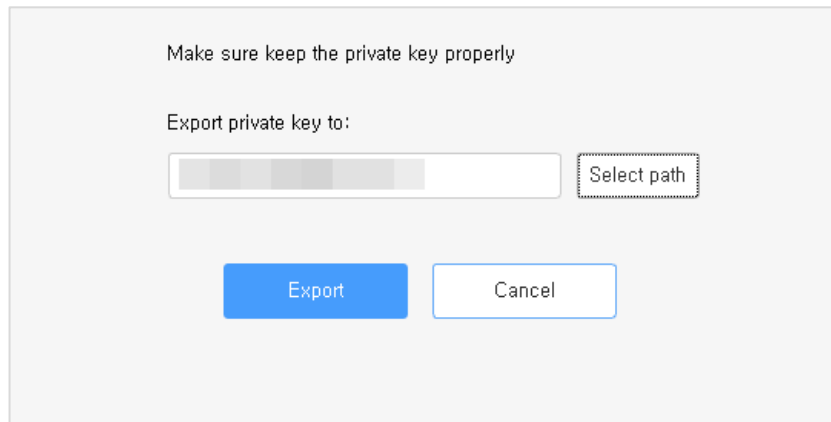 Make sure keep the private key properly
Export private key to:
Select path
Export
Cancel